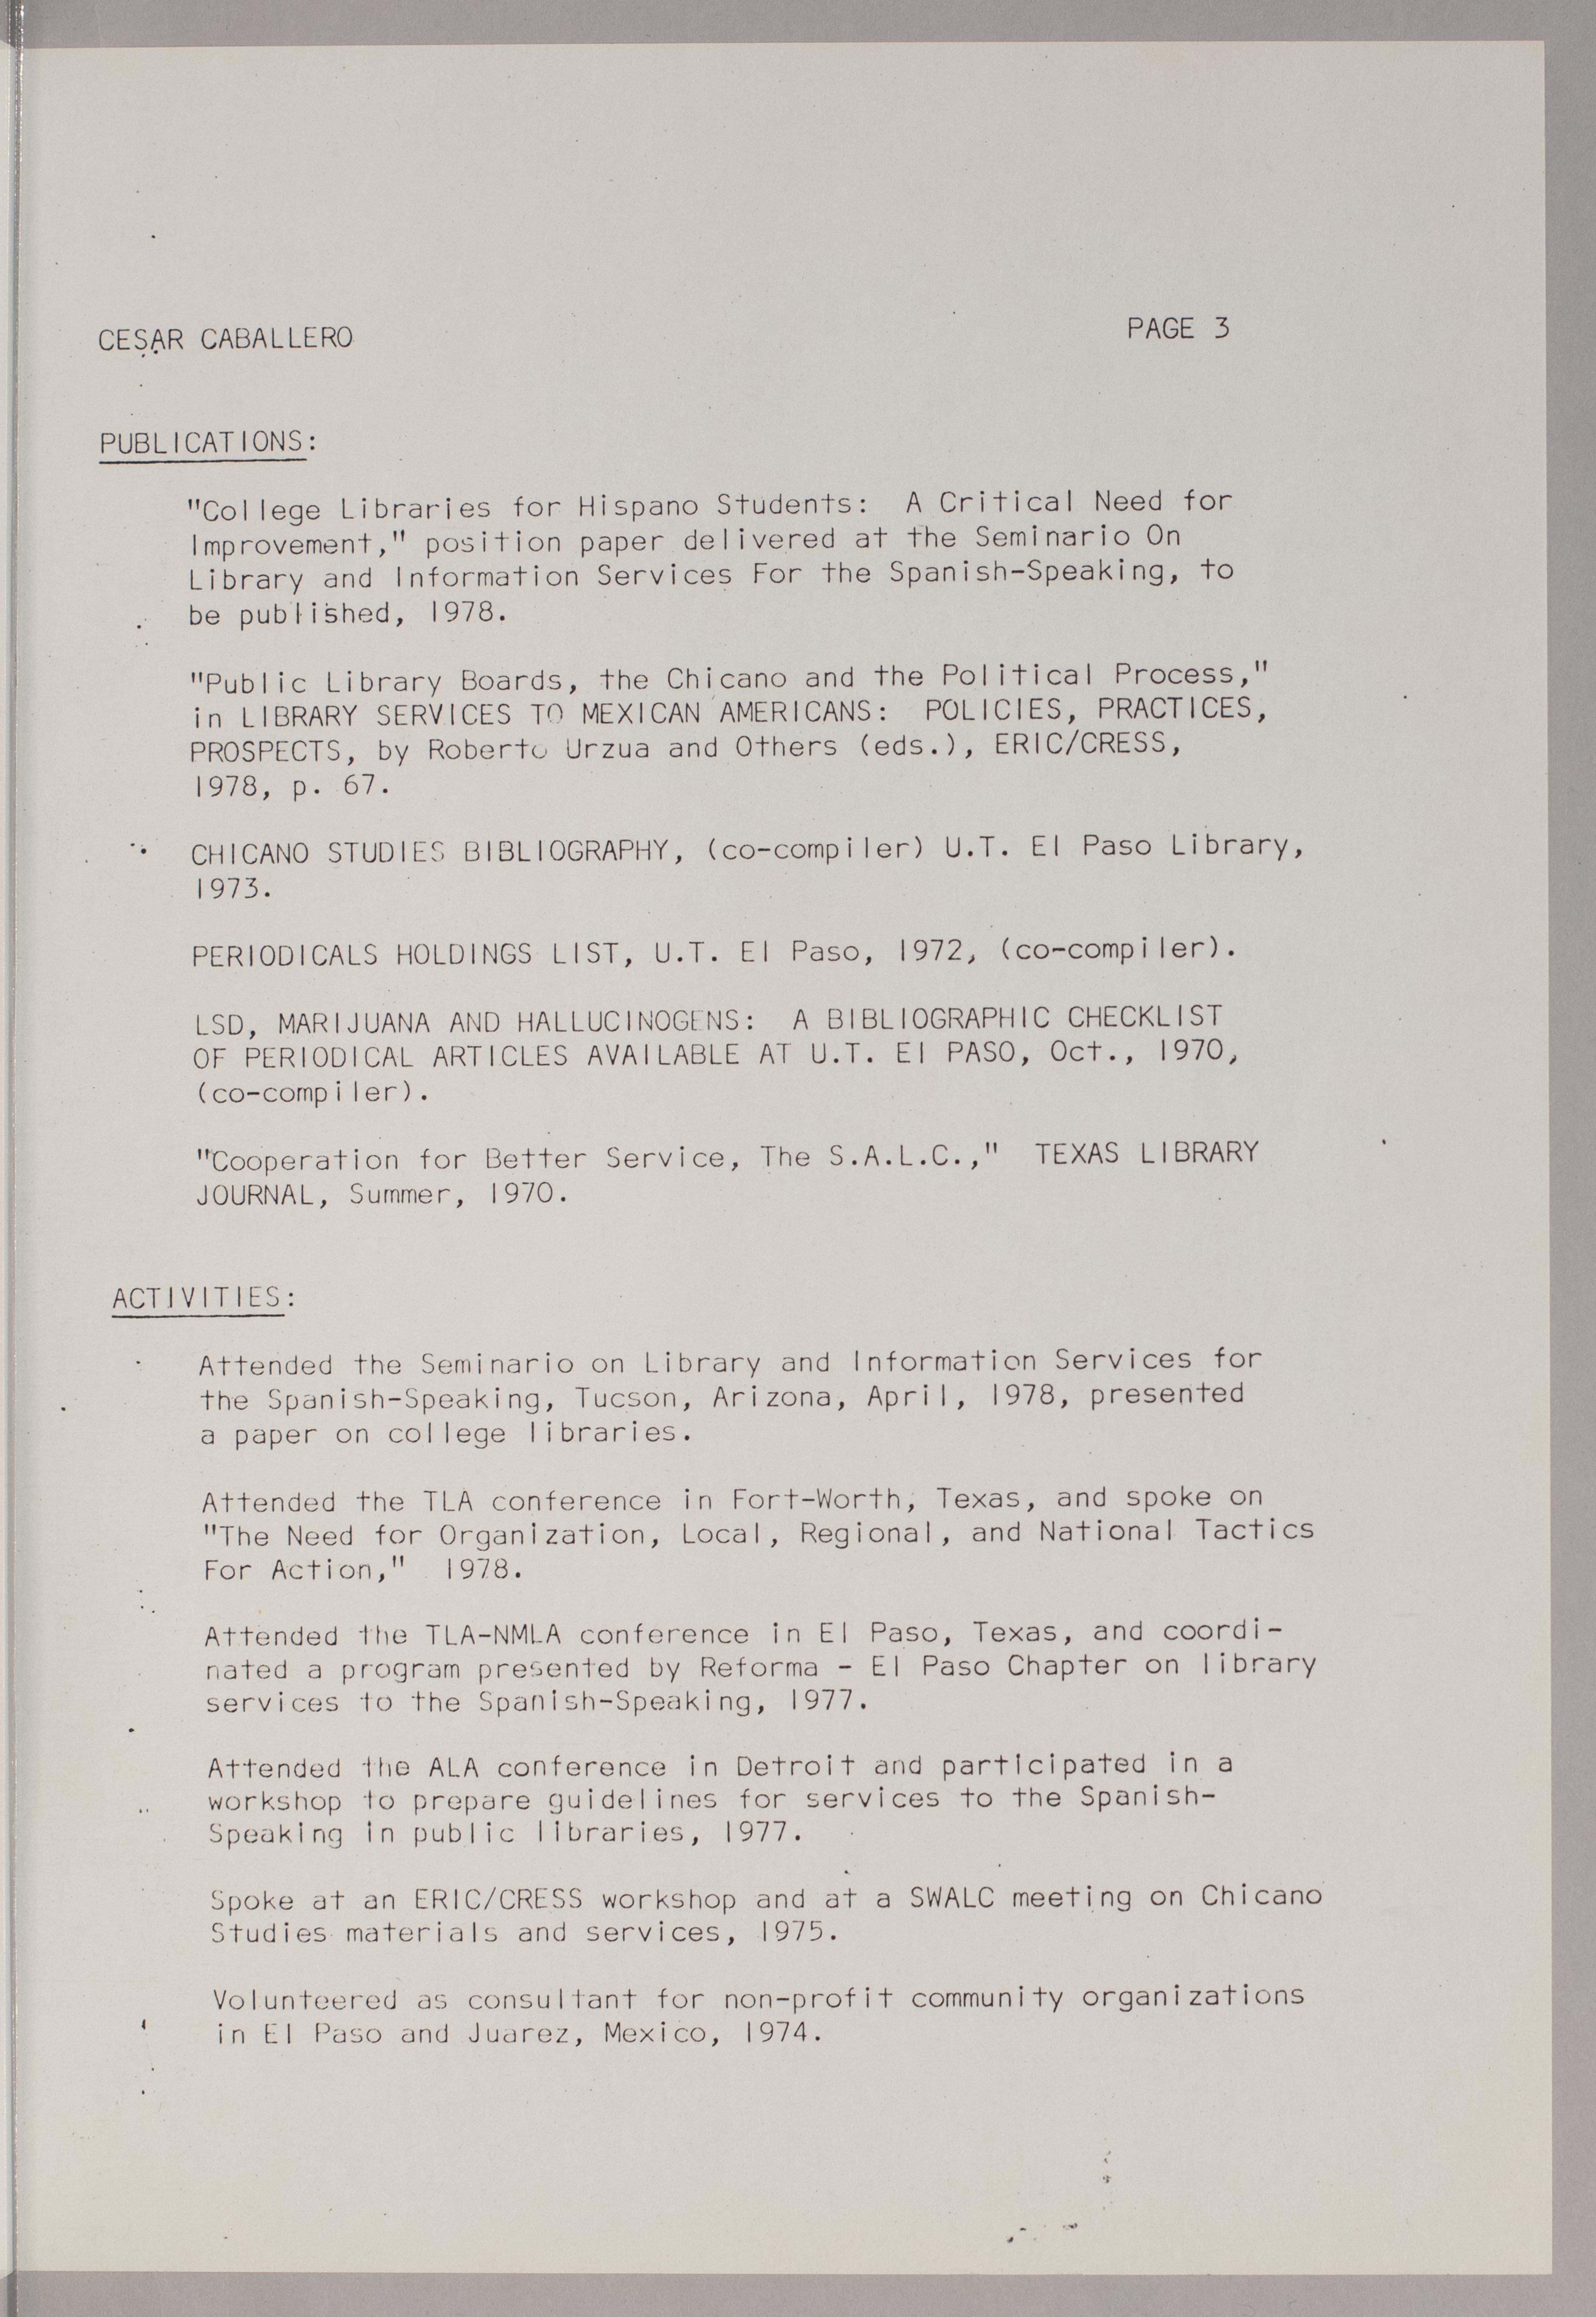 CESAR CABALLERO
PAGE 3
PUBLICATIONS:
"College Libraries for Hispano Students:  A Critical Need for
Improvement," position paper delivered at the Seminario On
Library and Information Services For the Spanish-Speaking, to
be published, 1978.
"Public Library Boards, the Chicano and the Political Process,"
in LIBRARY SERVICES TO MEXICAN AMERICANS:  POLICIES, PRACTICES,
PROSPECTS, by Roberto Urzua and Others (eds.), ERIC/CRESS,
1978, p. 67.
CHICANO STUDIES BIBLIOGRAPHY, (co-compiler) U.T. El Paso Library,
1973.
PERIODICALS HOLDINGS LIST, U.T. El Paso, 1972, (co-compiler).
LSD, MARIJUANA AND HALLUCINOGENS:  A BIBLIOGRAPHIC CHECKLIST
OF PERIODICAL ARTICLES AVAILABLE AT U.T. El PASO, Oct., 1970,
(co-compiler).
"Cooperation for Better Service, The S.A.L.C.,"  TEXAS LIBRARY
JOURNAL, Summer, 1970.
ACTIVITIES:
Attended the Seminario on Library and Information Services for
the Spanish-Speaking, Tucson, Arizona, April, 1978, presented
a paper on college libraries.
Attended the TLA conference in Fort-Worth, Texas, and spoke on
"The Need for Organization, Local, Regional, and National Tactics
For Action,"  1978.
Attended the TLA-NMLA conference in El Paso, Texas, and coordi-
nated a program presented by Reforma - El Paso Chapter on library
services to the Spanish-Speaking, 1977.
Attended the ALA conference in Detroit and participated in a
workshop to prepare guidelines for services to the Spanish-
Speaking in public libraries, 1977.
Spoke at an ERIC/CRESS workshop and at a SWALC meeting on Chicano
Studies materials and services, 1975.
Volunteered as consultant for non-profit community organizations
in El Paso and Juarez, Mexico, 1974.